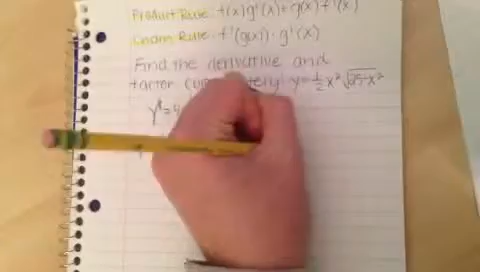 Product Rule: f(x)g'(x)+g(x)f'(x)
Chain Rule: f'(g(x))·g'(x)
Find the derivative and
factor y=½x²√25-x²